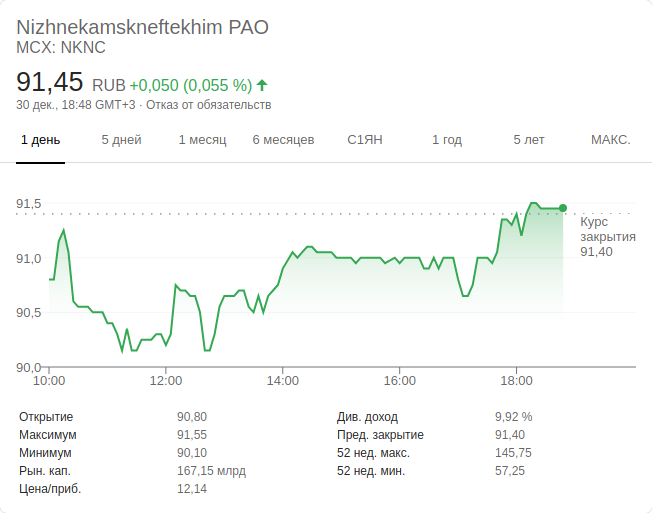 Nizhnekamskneftekhim PAO
MCX: NKNC
91,45 RUB +0,050 (0,055 %)
30 дек., 18:48 GMT+3 · Отказ от обязательств
1 день 5 дней 1 месяц 6 месяцев С1ЯН 1 год 5 лет МАКС.
91,5
91,0
90,5
90,0
Курс
закрытия
91,40
10:00 12:00 14:00 16:00 18:00
Открытие 90,80 Див. доход 9,92 %
Максимум 91,55 Пред. закрытие 91,40
Минимум 90,10 52 нед. макс. 145,75
Рын. кап. 167,15 млрд 52 нед. мин. 57,25
Цена/приб. 12,14